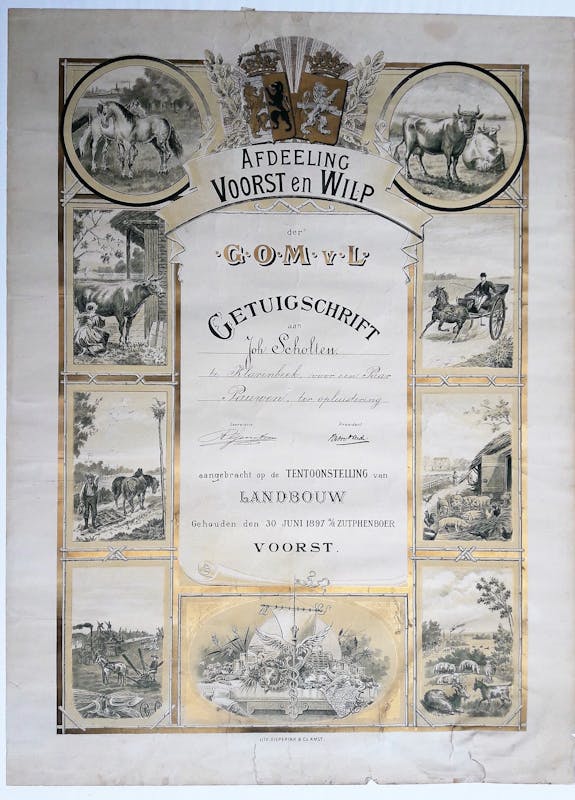 AFDEELING
VOORST en WILP
der
G.O.M.v.L.
GETUIGSCHRIFT
aan
Joh. Scholten.
te Klarenbeek, voor een Paar
Pauwen, ter opluistering
Secretaris President
aangebracht op de TENTOONSTELLING van
LANDBOUW
Gehouden den 30 JUNI 1897 a/d ZUTPHENBOER
VOORST.